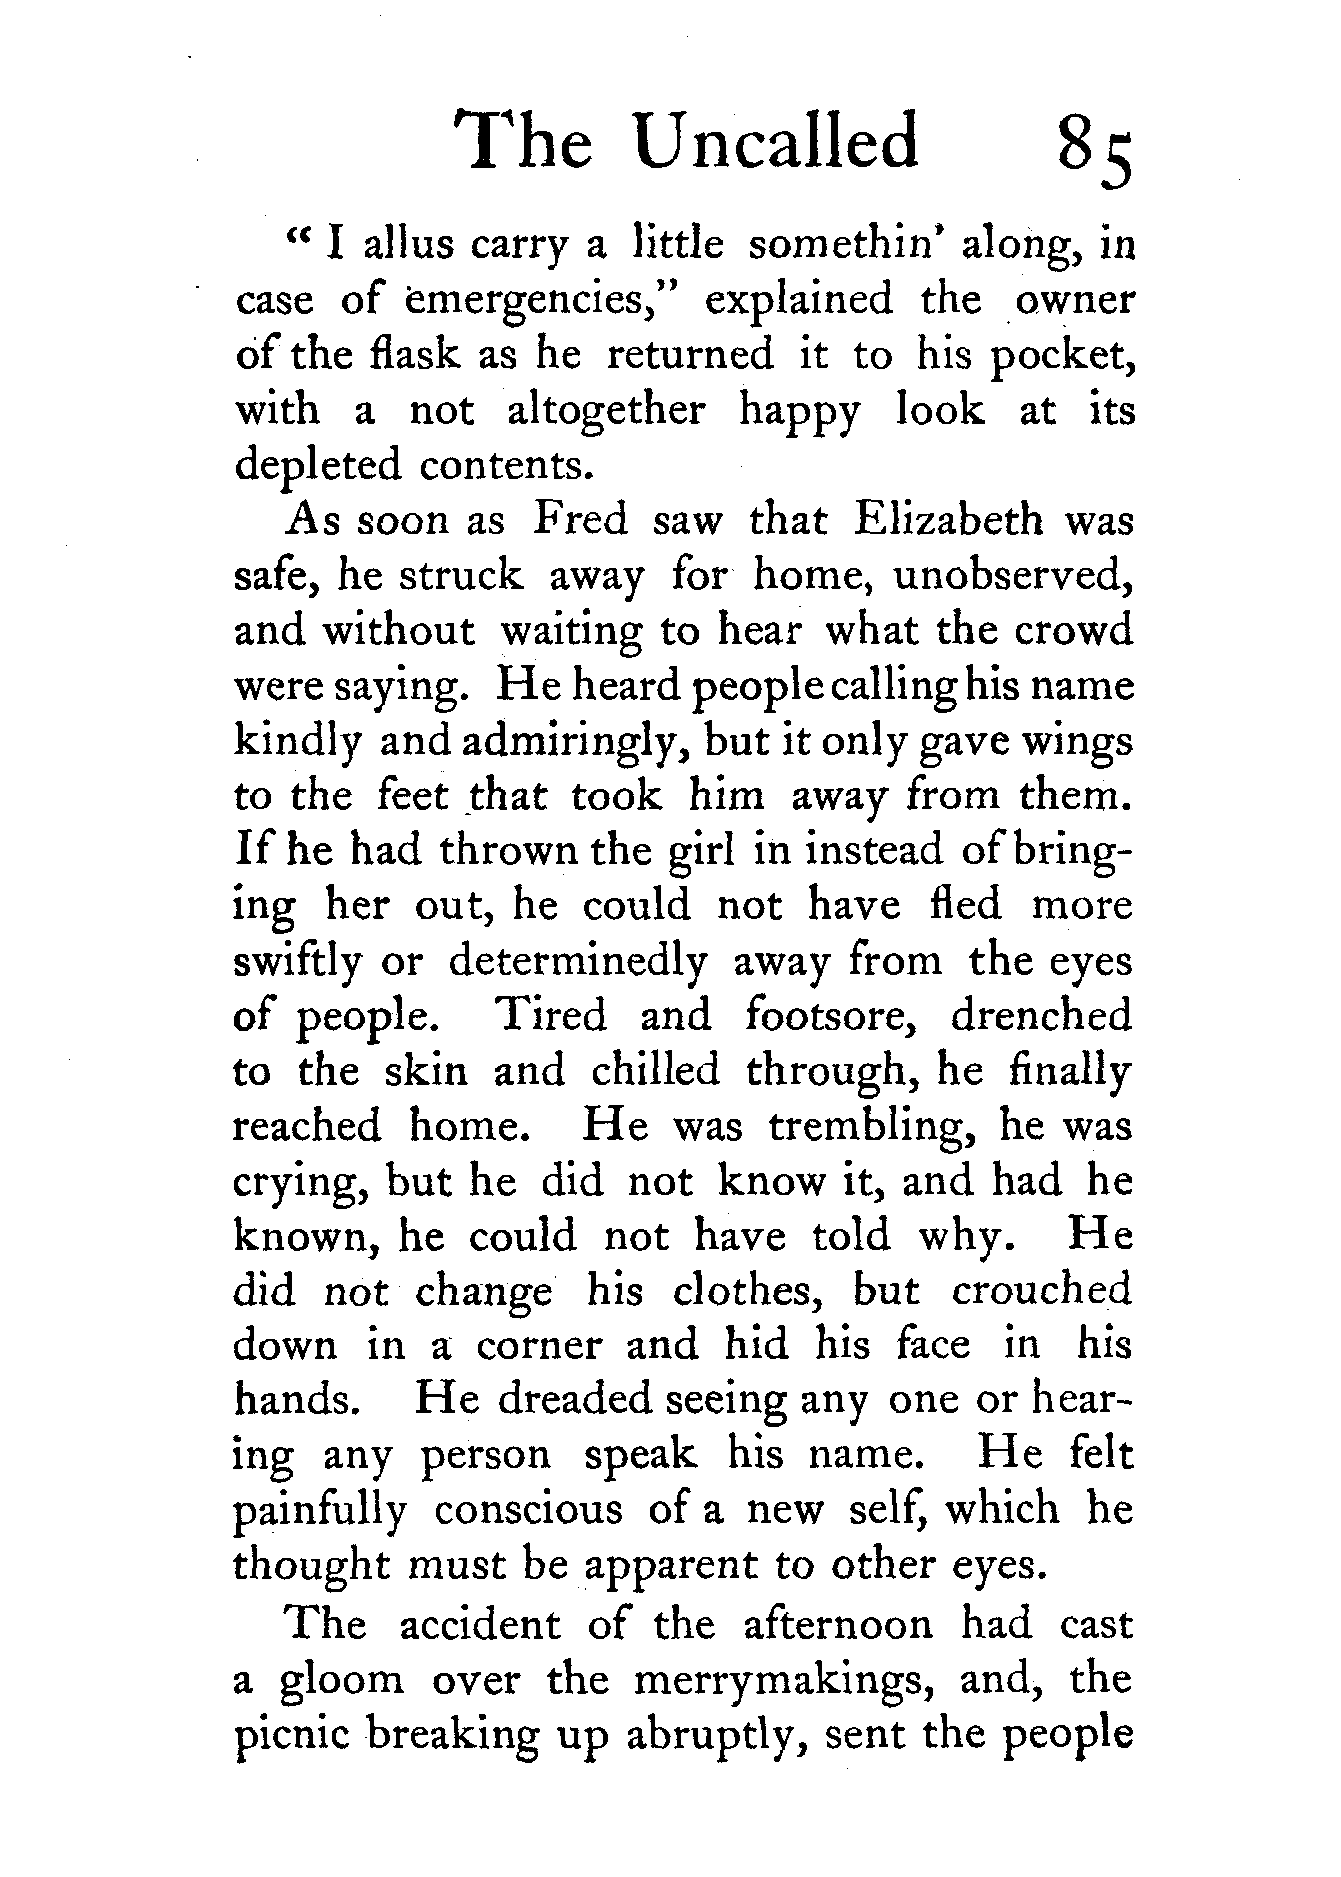 The Uncalled 85
“ I allus carry a little somethin’ along, in
case of emergencies,” explained the owner
of the flask as he returned it to his pocket,
with a not altogether happy look at its
depleted contents.
As soon as Fred saw that Elizabeth was
safe, he struck away for home, unobserved,
and without waiting to hear what the crowd
were saying. He heard people calling his name
kindly and admiringly, but it only gave wings
to the feet that took him away from them.
If he had thrown the girl in instead of bring-
ing her out, he could not have fled more
swiftly or determinedly away from the eyes
of people. Tired and footsore, drenched
to the skin and chilled through, he finally
reached home. He was trembling, he was
crying, but he did not know it, and had he
known, he could not have told why. He
did not change his clothes, but crouched
down in a corner and hid his face in his
hands. He dreaded seeing any one or hear-
ing any person speak his name. He felt
painfully conscious of a new self, which he
thought must be apparent to other eyes.
The accident of the afternoon had cast
a gloom over the merrymakings, and, the
picnic breaking up abruptly, sent the people